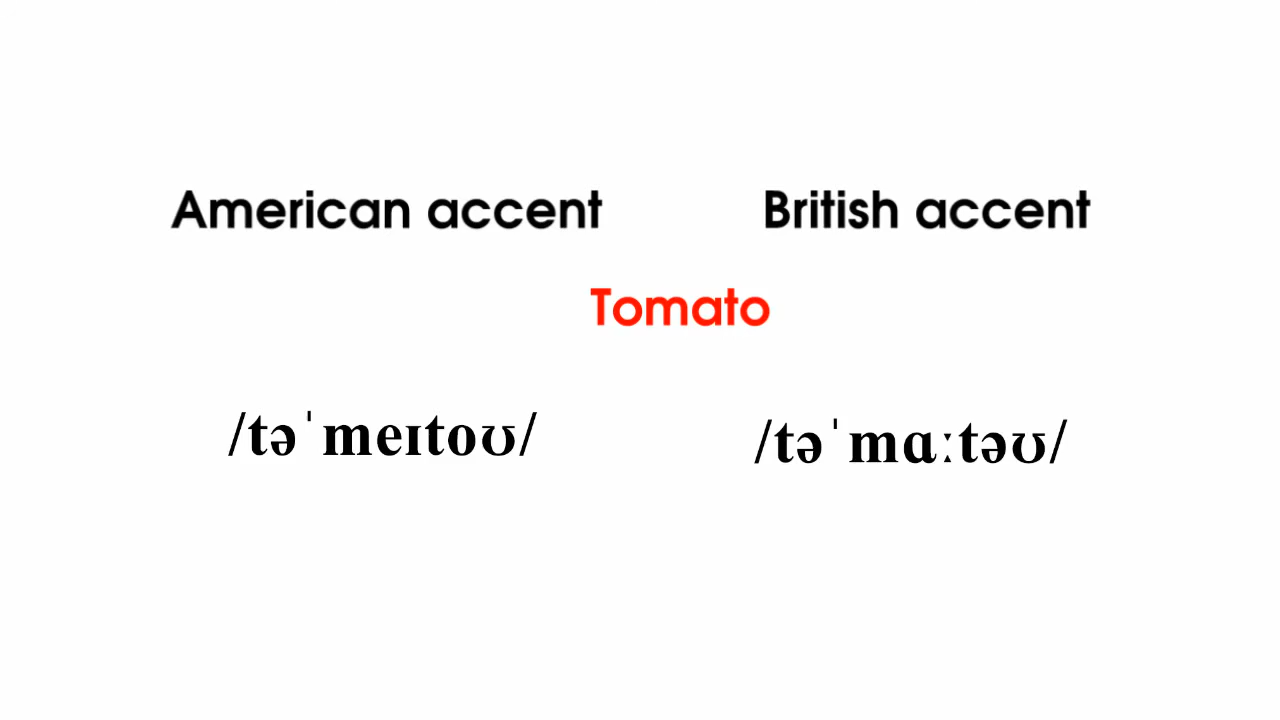 American accent
British accent
Tomato
/təˈmeɪtoʊ/
/təˈmɑːtəʊ/